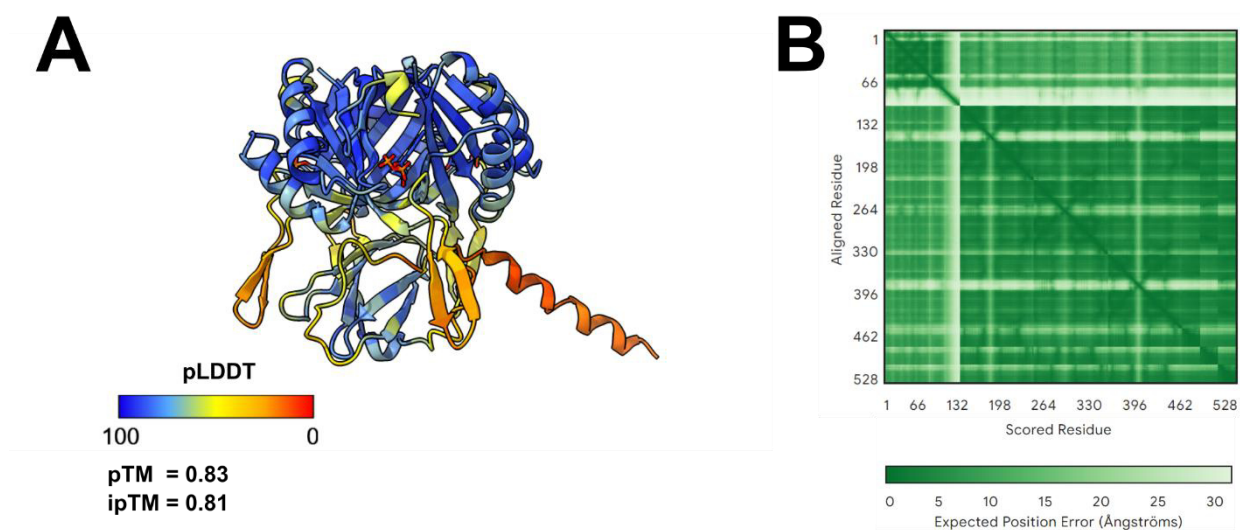 A
pLDDT
100 0
pTM = 0.83
ipTM = 0.81
B
Aligned Residue
1
66
132
198
264
330
396
462
528
1 66 132 198 264 330 396 462 528
Scored Residue
0 5 10 15 20 25 30
Expected Position Error (Ångströms)